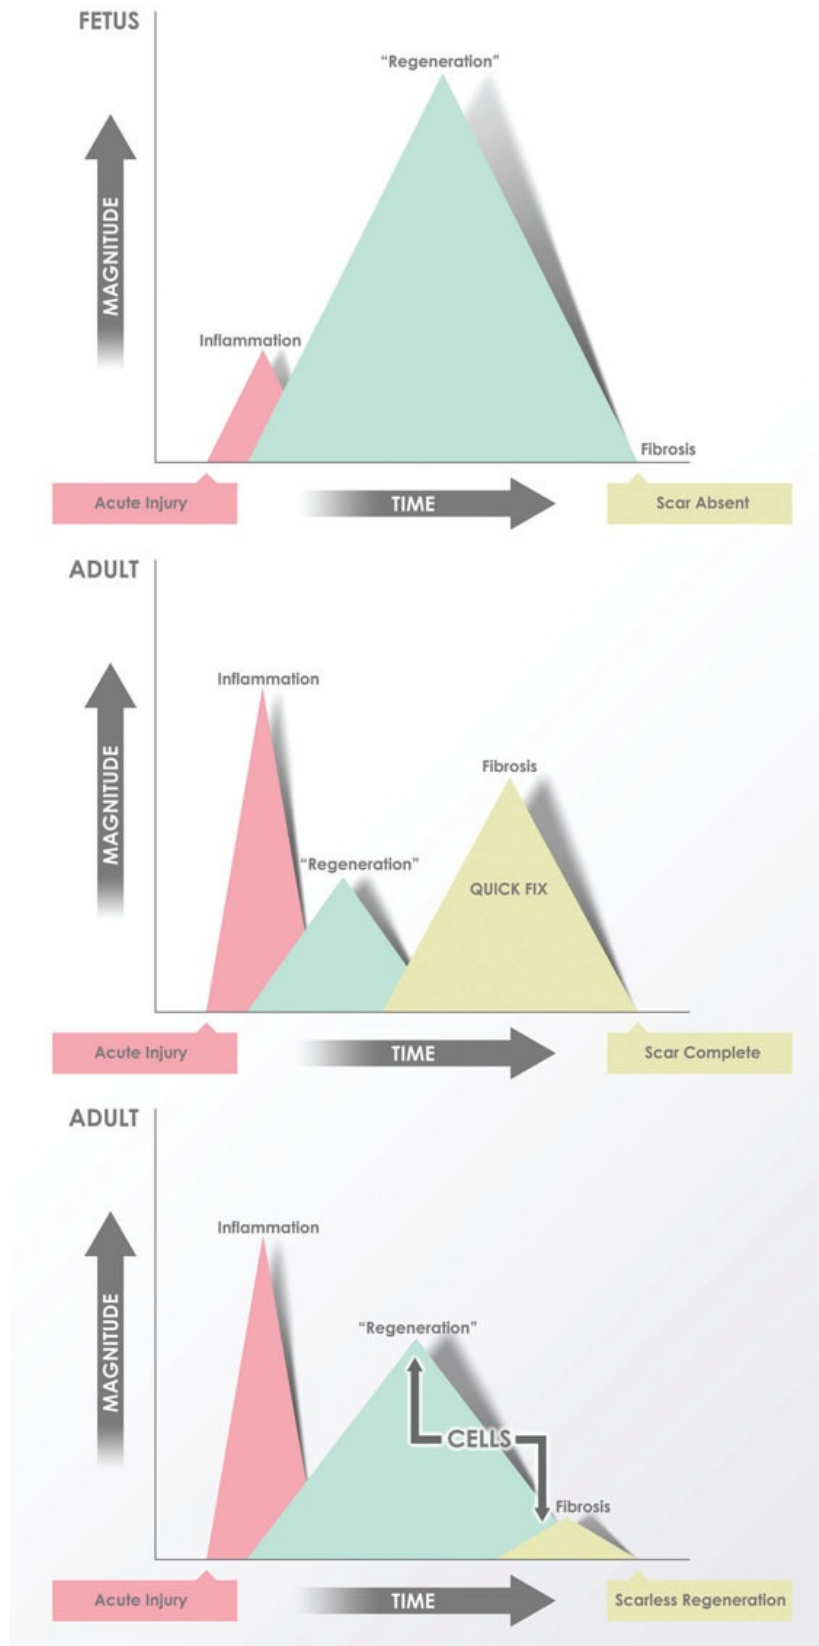 FETUS
“Regeneration”
MAGNITUDE
Inflammation
Fibrosis
Acute Injury
TIME
Scar Absent
ADULT
Inflammation
MAGNITUDE
Fibrosis
“Regeneration”
QUICK FIX
Acute Injury
TIME
Scar Complete
ADULT
Inflammation
MAGNITUDE
“Regeneration”
CELLS
Fibrosis
Acute Injury
TIME
Scarless Regeneration